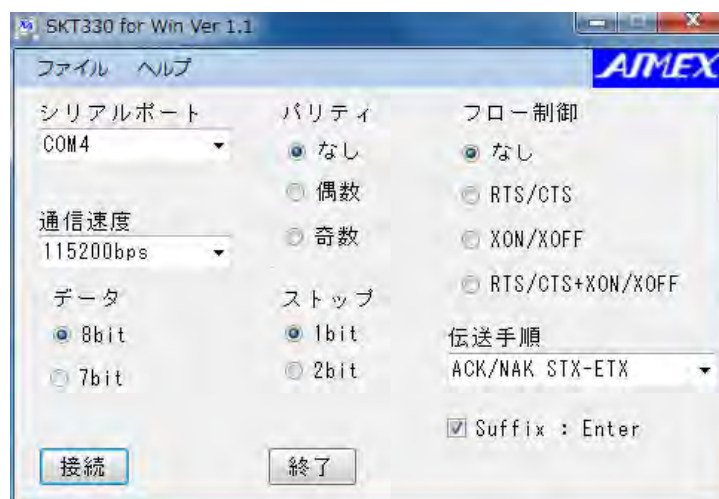 SKT330 for Win Ver 1.1
ファイル ヘルプ
AIMEX
シリアルポート
COM4
通信速度
115200bps
データ
8bit
7bit
パリティ
なし
偶数
奇数
ストップ
1bit
2bit
フロー制御
なし
RTS/CTS
XON/XOFF
RTS/CTS+XON/XOFF
伝送手順
ACK/NAK STX-ETX
Suffix : Enter
接続
終了